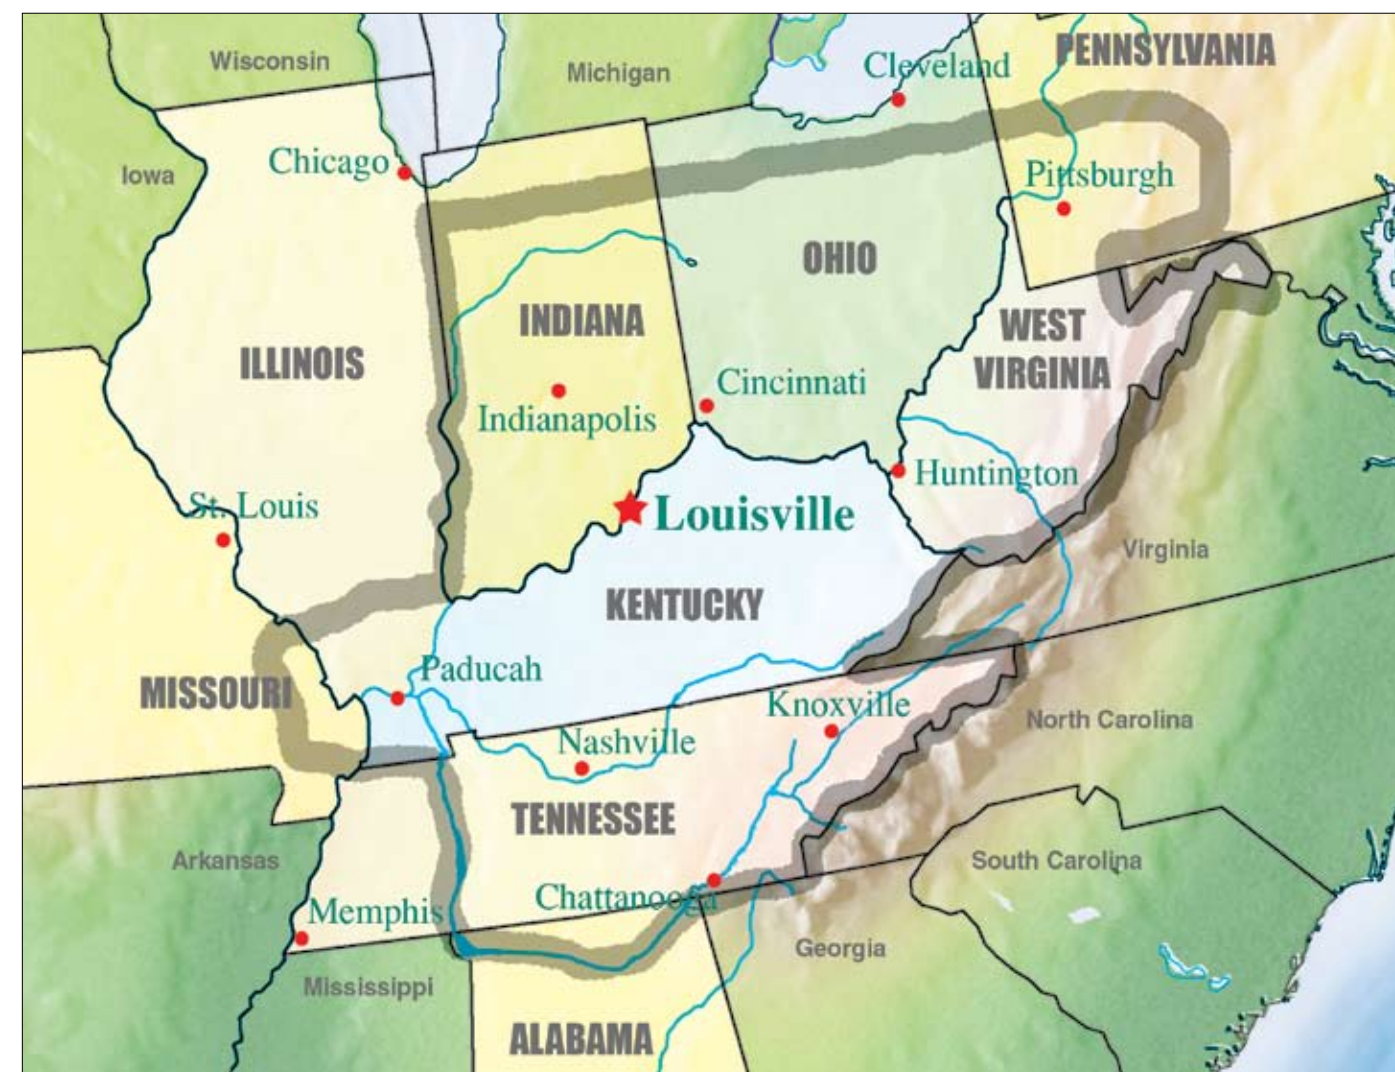 PENNSYLVANIA
Wisconsin
Michigan
Cleveland
Chicago
Iowa
Pittsburgh
OHIO
INDIANA
WEST
VIRGINIA
ILLINOIS
Cincinnati
Indianapolis
Huntington
St. Louis
Louisville
Virginia
KENTUCKY
Paducah
MISSOURI
Knoxville
North Carolina
Nashville
TENNESSEE
Arkansas
South Carolina
Chattanooga
Memphis
Georgia
Mississippi
ALABAMA